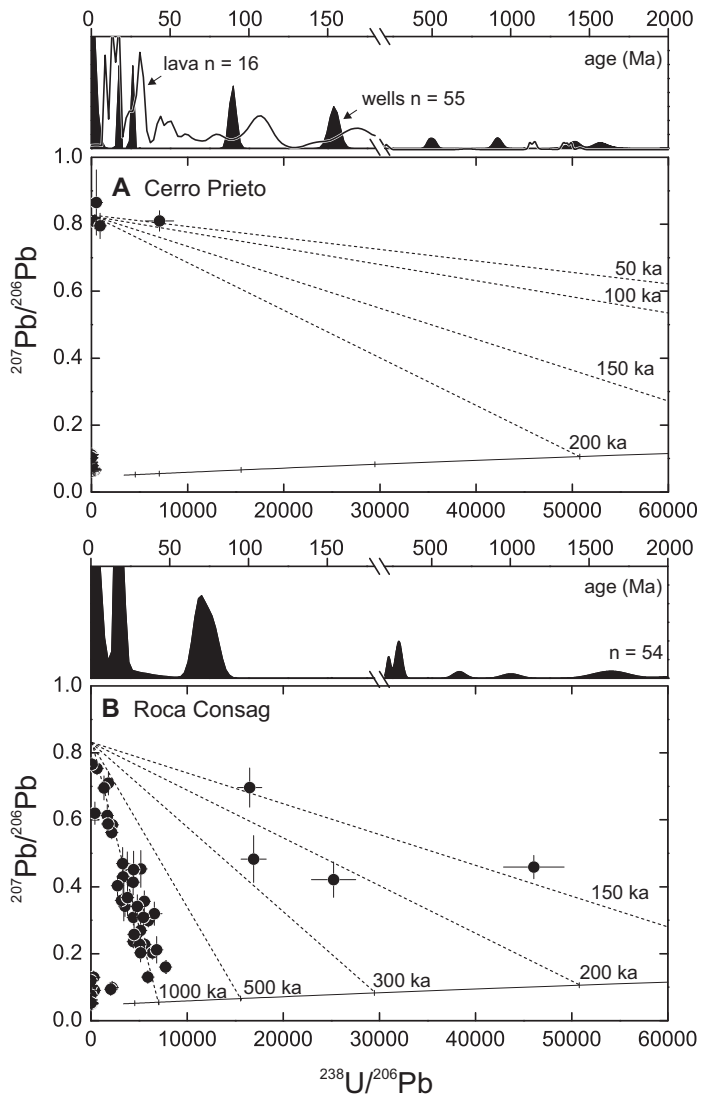 0 50 100 150 500 1000 1500 2000
age (Ma)
lava n = 16
wells n = 55
1.0
A Cerro Prieto
0.8
50 ka
0.6
100 ka
207Pb/206Pb
0.4
150 ka
0.2
200 ka
0.0
0 10000 20000 30000 40000 50000 60000
0 50 100 150 500 1000 1500 2000
age (Ma)
n = 54
1.0
B Roca Consag
0.8
0.6
207Pb/206Pb
0.4
150 ka
0.2
1000 ka 500 ka 300 ka 200 ka
0.0
0 10000 20000 30000 40000 50000 60000
238U/206Pb